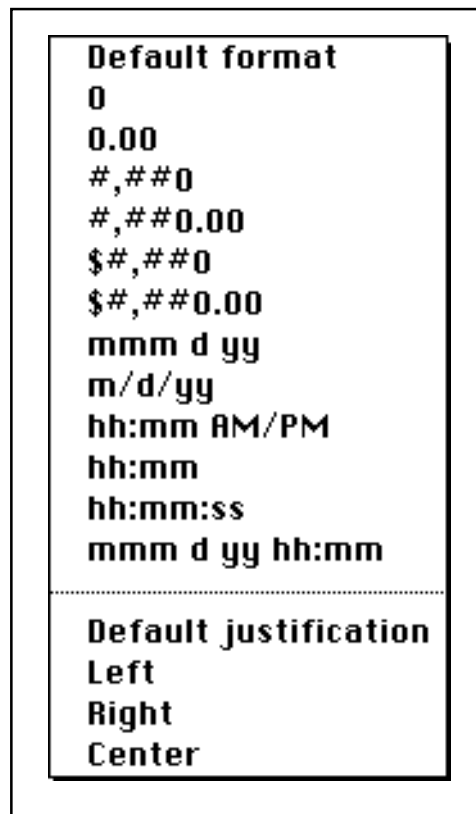 Default format
0
0.00
#,##0
#,##0.00
$#,##0
$#,##0.00
mmm d yy
m/d/yy
hh:mm AM/PM
hh:mm
hh:mm:ss
mmm d yy hh:mm
Default justification
Left
Right
Center